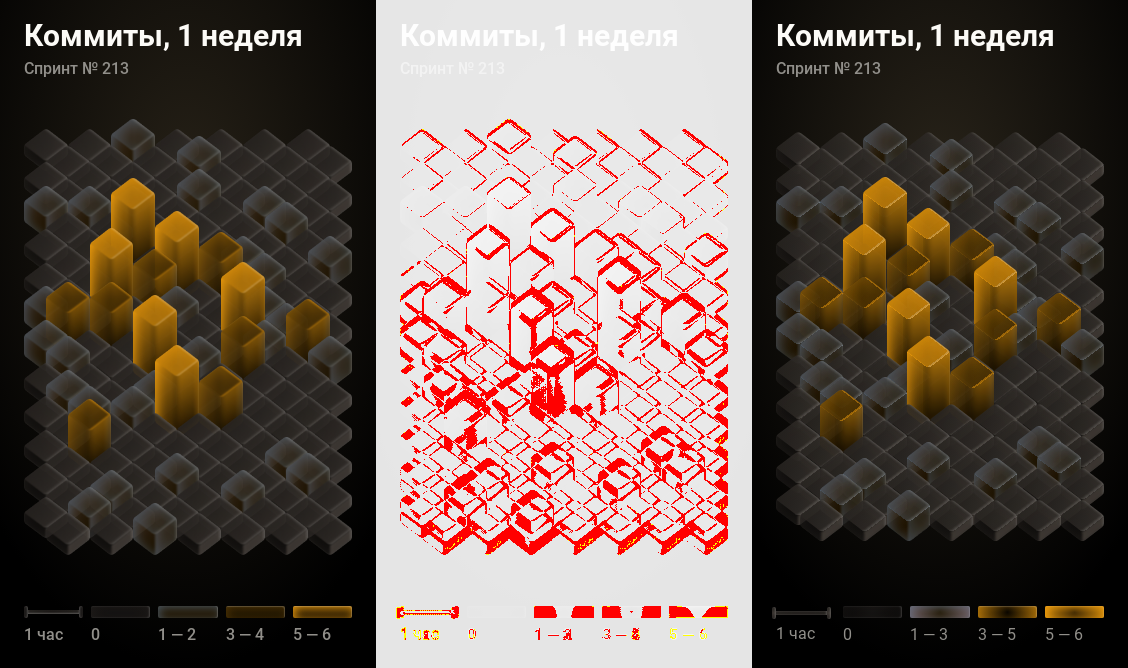 Коммиты, 1 неделя
Спринт № 213
1 час 0 1 – 2 3 – 4 5 – 6
Коммиты, 1 неделя
Спринт № 213
Коммиты, 1 неделя
Спринт № 213
1 час 0 1 – 3 3 – 5 5 – 6